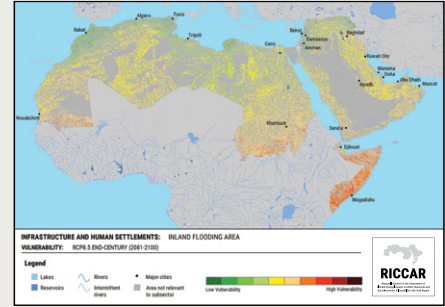 Algiers
Tunis
Rabat
Tripoli
Beirut
Damascus
Baghdad
Amman
Cairo
Kuwait City
Manama
Doha
Riyadh
Abu Dhabi
Muscat
Nouakchott
Khartoum
Sana'a
Djibouti
Mogadishu
INFRASTRUCTURE AND HUMAN SETTLEMENTS: INLAND FLOODING AREA
VULNERABILITY: RCP8.5 END-CENTURY (2081-2100)
Legend
Lakes
Rivers
Major cities
Reservoirs
Intermittent rivers
Area not relevant to subsector
Low Vulnerability
High Vulnerability
RICCAR